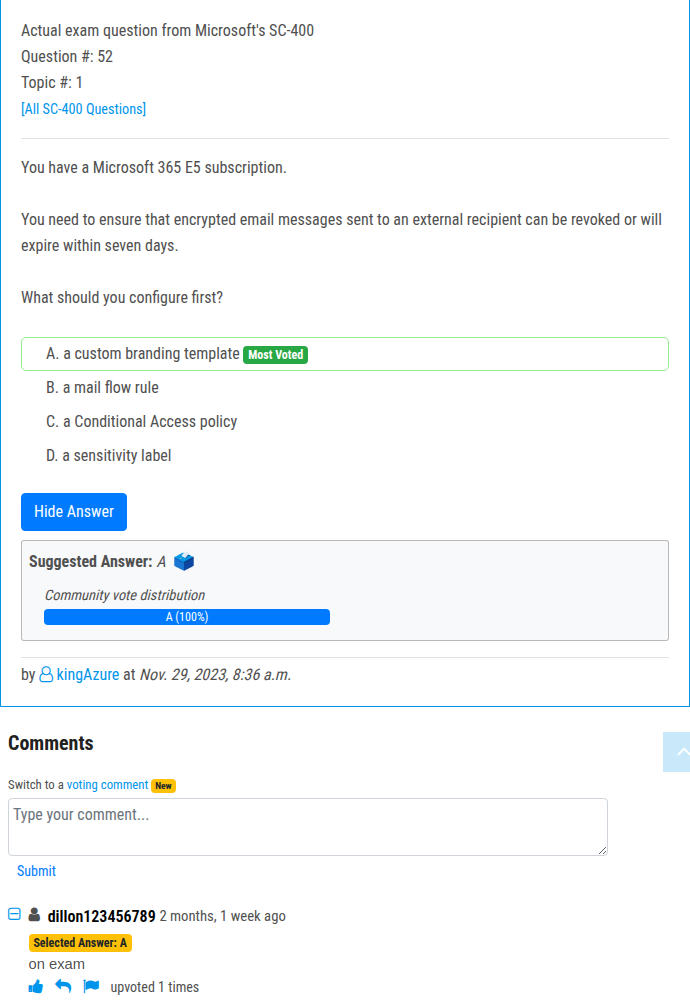 Actual exam question from Microsoft's SC-400
Question #: 52
Topic #: 1
[All SC-400 Questions]
You have a Microsoft 365 E5 subscription.
You need to ensure that encrypted email messages sent to an external recipient can be revoked or will
expire within seven days.
What should you configure first?
A. a custom branding template Most Voted
B. a mail flow rule
C. a Conditional Access policy
D. a sensitivity label
Hide Answer
Suggested Answer: A
Community vote distribution
A (100%)
by kingAzure at Nov. 29, 2023, 8:36 a.m.
Comments
Switch to a voting comment New
Type your comment...
Submit
dillon123456789 2 months, 1 week ago
Selected Answer: A
on exam
upvoted 1 times